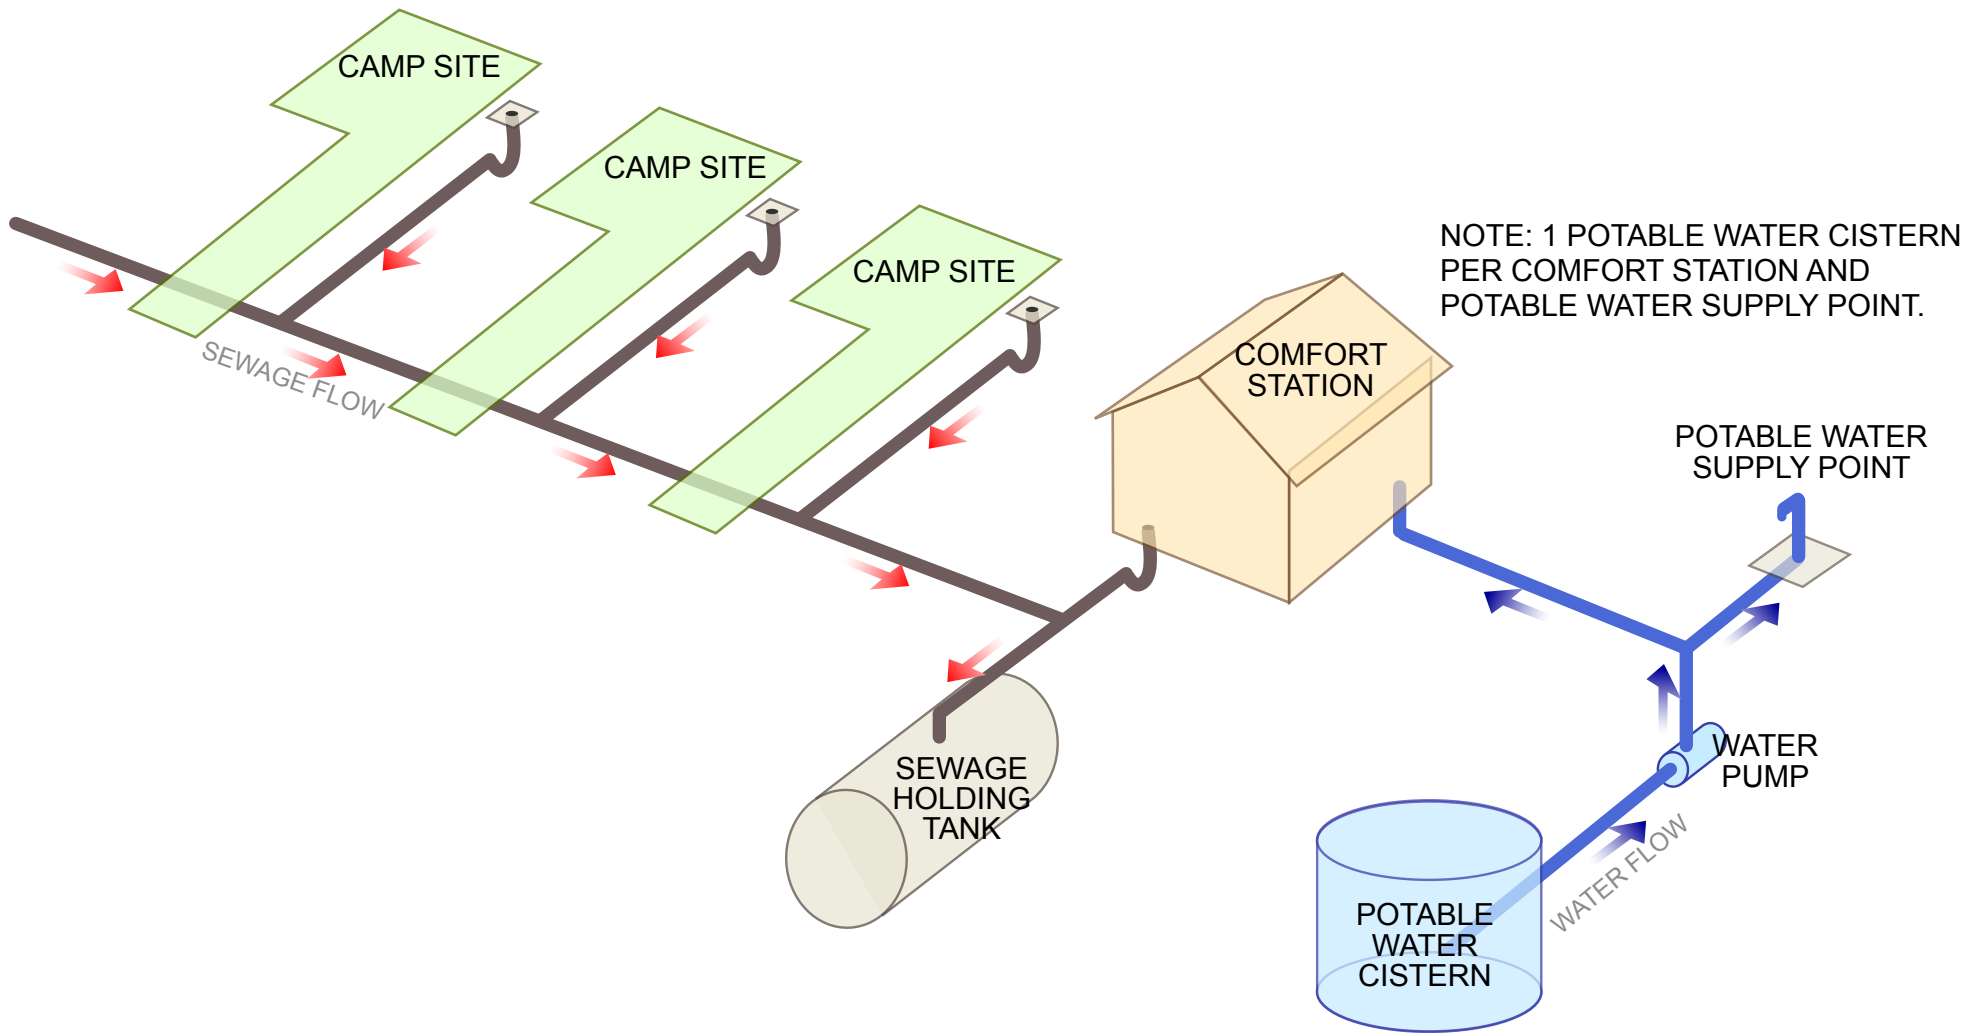 CAMP SITE
CAMP SITE
CAMP SITE
SEWAGE FLOW
NOTE: 1 POTABLE WATER CISTERN
PER COMFORT STATION AND
POTABLE WATER SUPPLY POINT.
COMFORT
STATION
POTABLE WATER
SUPPLY POINT
SEWAGE
HOLDING
TANK
WATER
PUMP
WATER FLOW
POTABLE
WATER
CISTERN